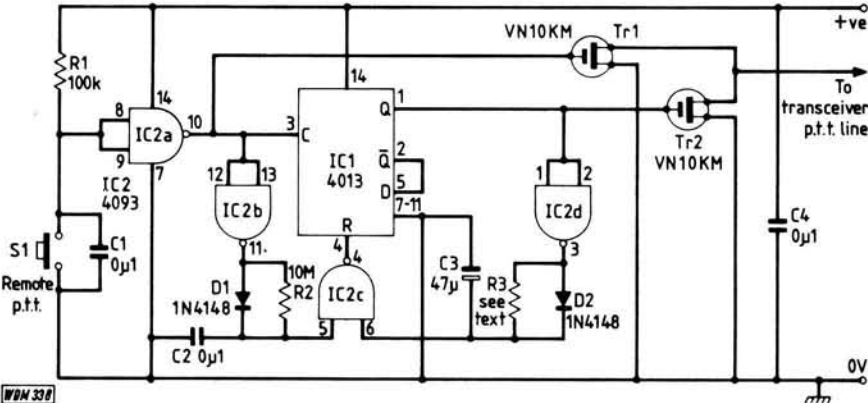 VN10KM
Tr1
+ve
R1
100k
14
14
8
10
3
C
Q
1
To
transceiver
p.t.t. line
IC2a
9
IC2
4093
7
12
13
IC1
4013
Q
2
D
5
7-11
1
2
Tr2
VN10KM
IC2b
IC2d
S1
C1
0µ1
Remote
p.t.t.
11.
R
4
4
3
C4
0µ1
D1
1N4148
10M
R2
IC2c
C3
47µ
R3
see
text
D2
1N4148
5
6
C2 0µ1
0V
WDM 338